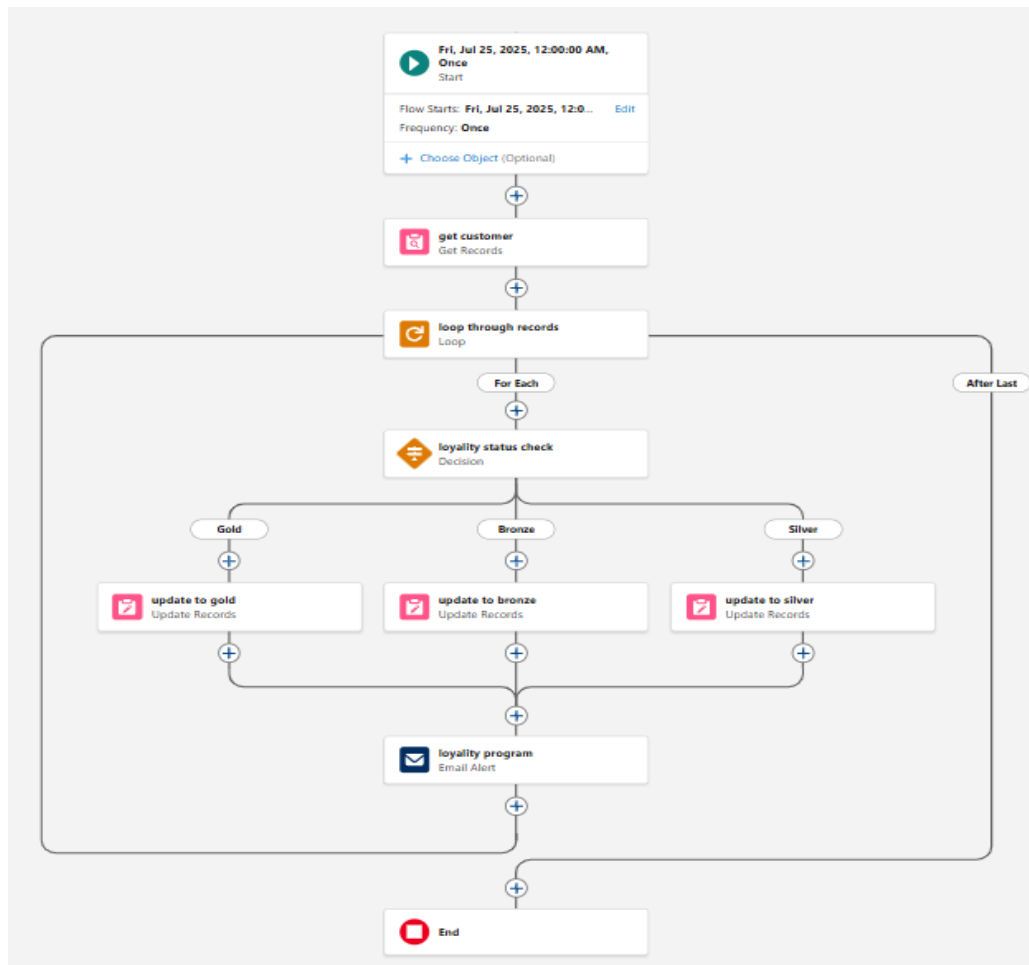 Fri, Jul 25, 2025, 12:00:00 AM,
Once
Start
Flow Starts: Fri, Jul 25, 2025, 12:0... Edit
Frequency: Once
+ Choose Object (Optional)
get customer
Get Records
loop through records
Loop
For Each
After Last
loyality status check
Decision
Gold
Bronze
Silver
update to gold
Update Records
update to bronze
Update Records
update to silver
Update Records
loyality program
Email Alert
End